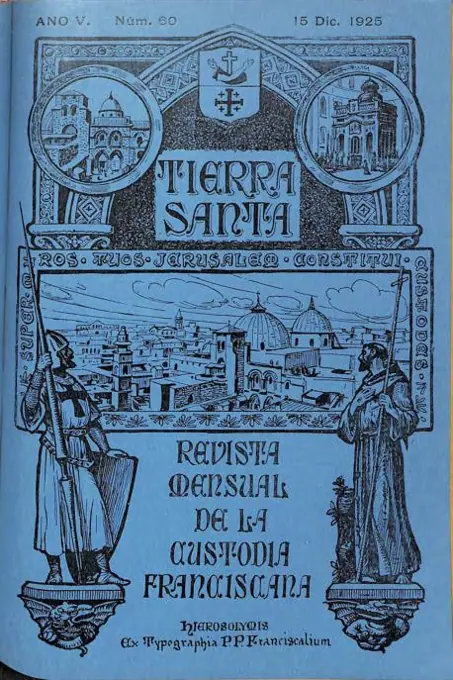 ANO V. Núm. 60 15 Dic. 1925
TIERRA
SANTA
SUPER MUROS · TUOS · JERUSALEM · CONSTITUI · CUSTODES
REVISTA
MENSUAL
DE LA
CUSTODIA
FRANCISCANA
HIEROSOLYMIS
Ex Typographia PP. Franciscalium